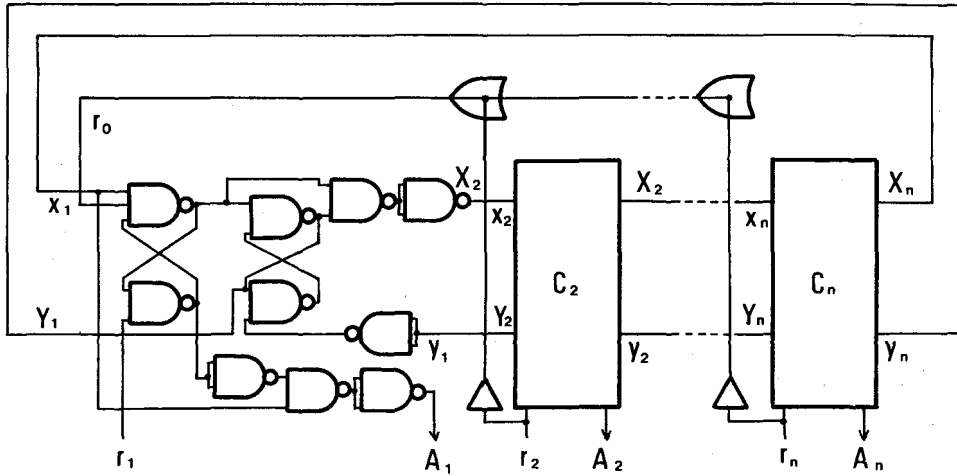 r₀
X₂ X₂ Xₙ
x₁ x₂ xₙ
C₂ Cₙ
Y₁ Y₂ Yₙ
y₁ y₂ yₙ
r₁ A₁ r₂ A₂ rₙ Aₙ